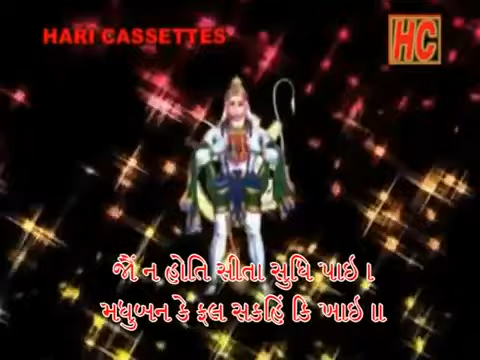 HARI CASSETTES
HC
જૌં ન હોતિ સીતા સુધિ પાઇ ।
મધુબન કે ફલ સકહિં કિ ખાઇ ॥